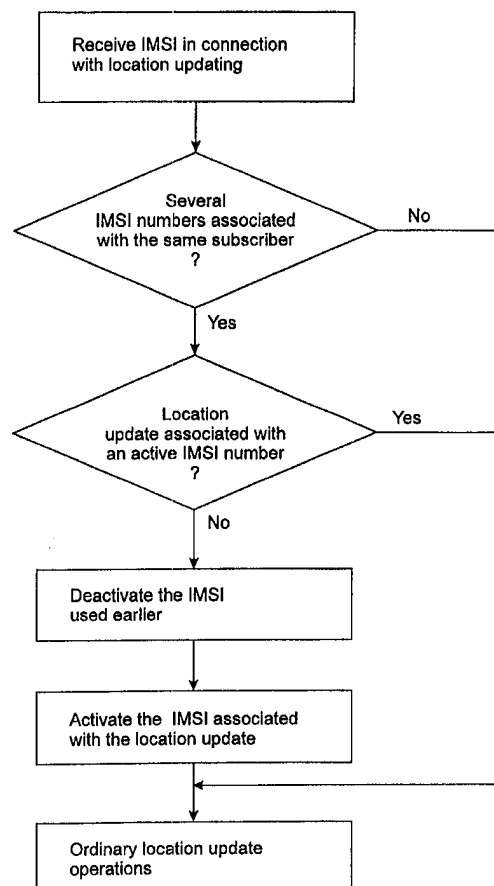 Receive IMSI in connection
with location updating
Several
IMSI numbers associated
with the same subscriber
?
No
Yes
Location
update associated with
an active IMSI number
?
Yes
No
Deactivate the IMSI
used earlier
Activate the IMSI associated
with the location update
Ordinary location update
operations